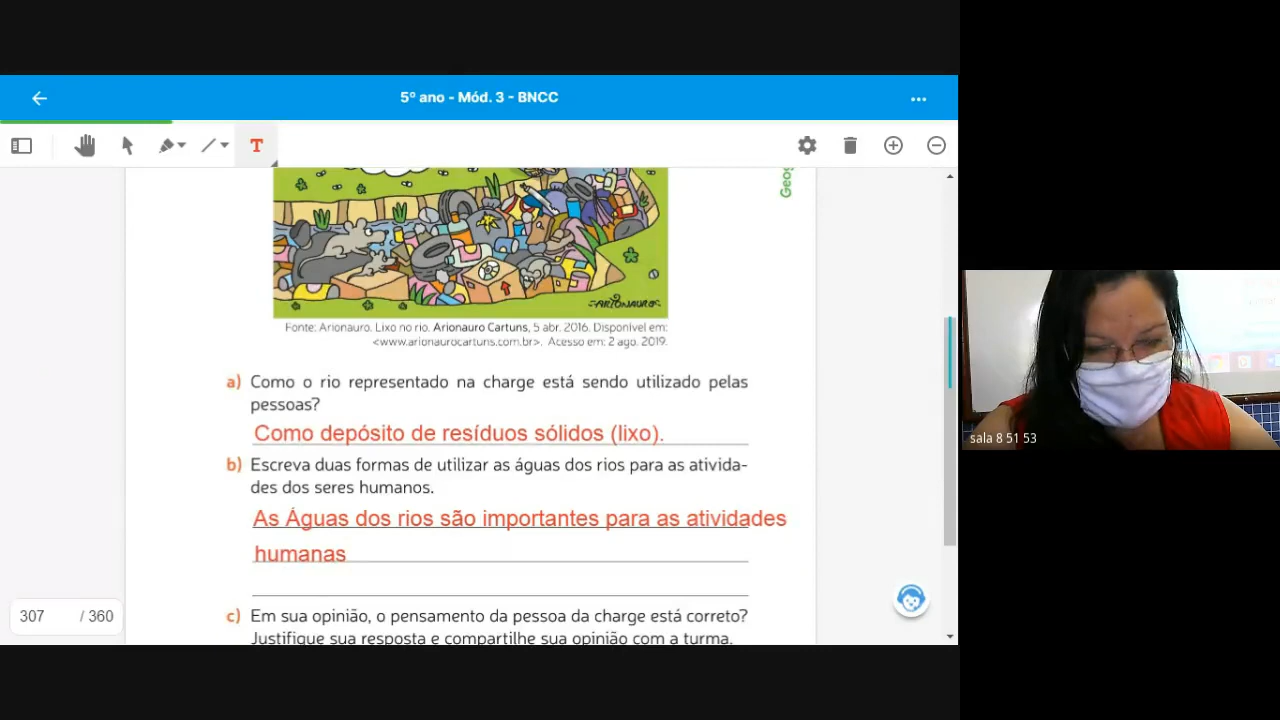 5º ano - Mód. 3 - BNCC
T
Geog
ARIONAURO
Fonte: Arionauro. Lixo no rio. Arionauro Cartuns, 5 abr. 2016. Disponível em:
<www.arionaurocartuns.com.br>. Acesso em: 2 ago. 2019.
a) Como o rio representado na charge está sendo utilizado pelas
pessoas?
Como depósito de resíduos sólidos (lixo).
b) Escreva duas formas de utilizar as águas dos rios para as ativida-
des dos seres humanos.
As Águas dos rios são importantes para as atividades
humanas
c) Em sua opinião, o pensamento da pessoa da charge está correto?
Justifique sua resposta e compartilhe sua opinião com a turma.
307 / 360
sala 8 51 53